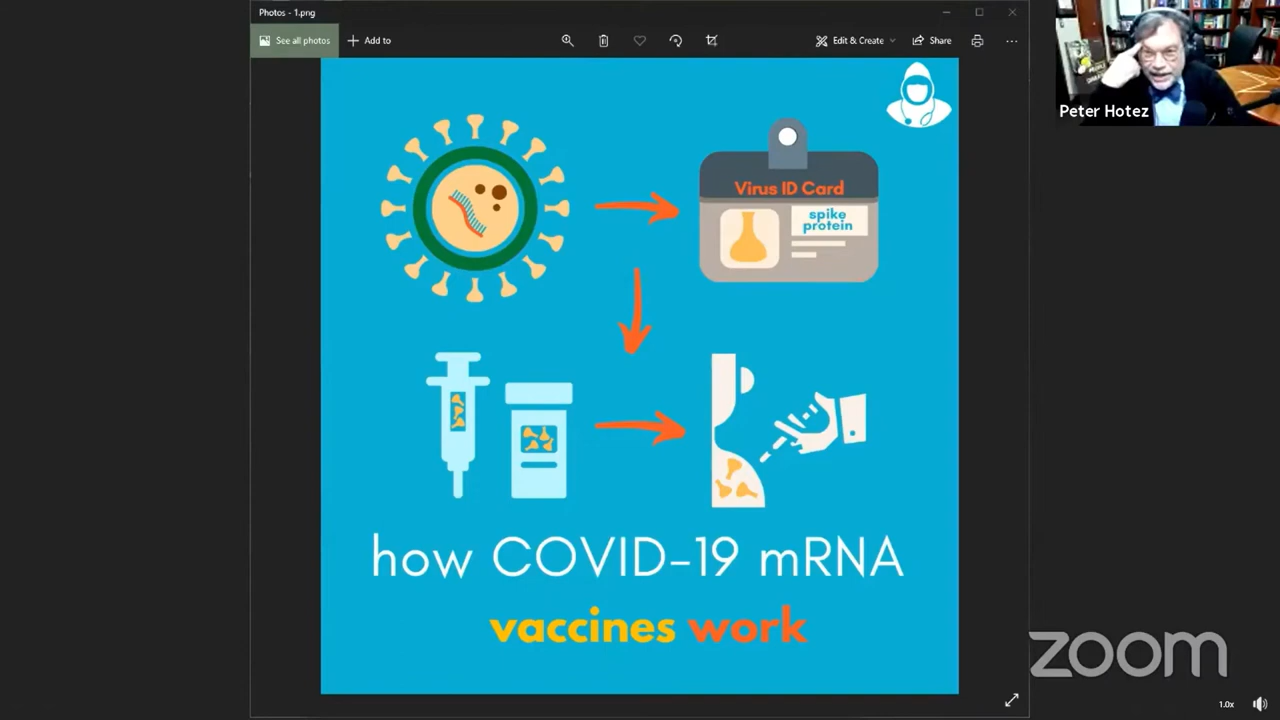 Photos - 1.png
See all photos
Add to
Edit & Create
Share
Peter Hotez
Virus ID Card
spike
protein
how COVID-19 mRNA
vaccines work
zoom
1.0x